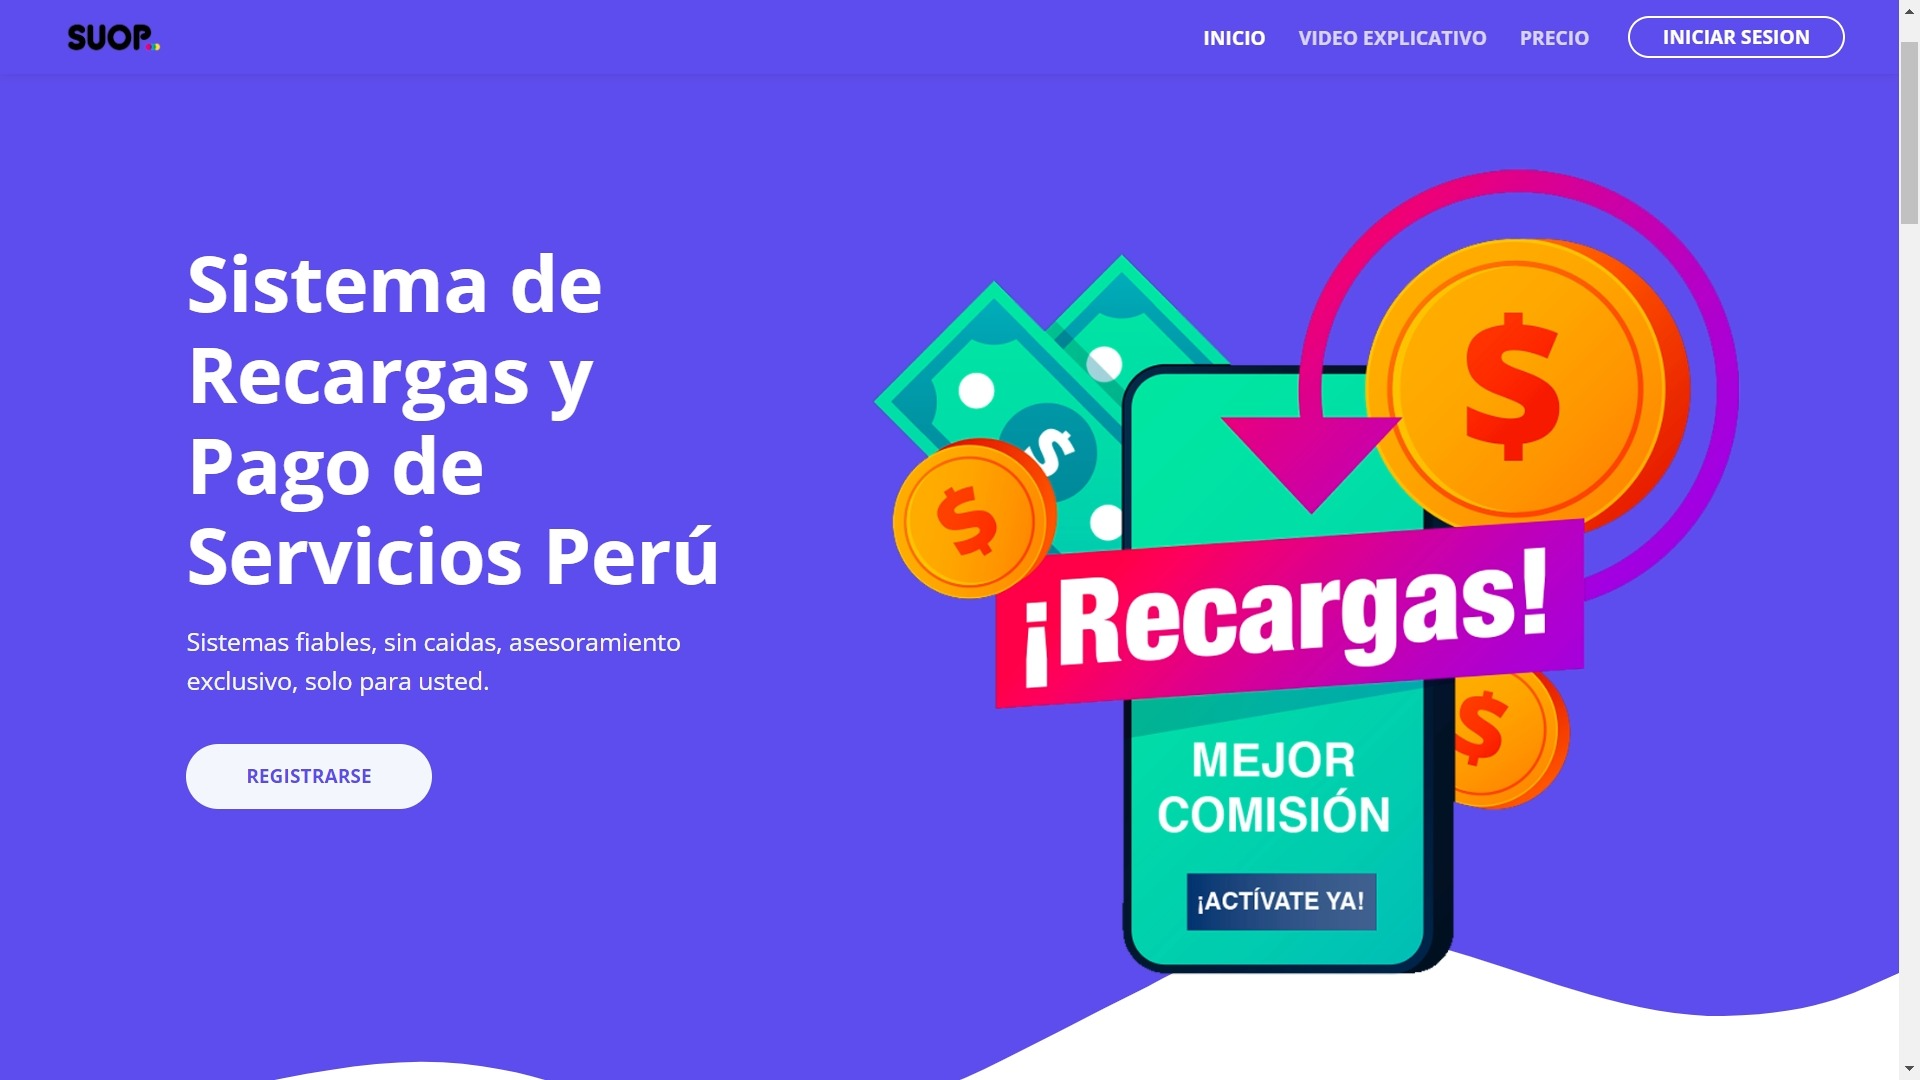 SUOP
INICIO
VIDEO EXPLICATIVO
PRECIO
INICIAR SESION
Sistema de
Recargas y
Pago de
Servicios Perú
Sistemas fiables, sin caidas, asesoramiento
exclusivo, solo para usted.
REGISTRARSE
$
$
$
¡Recargas!
$
MEJOR
COMISIÓN
¡ACTÍVATE YA!